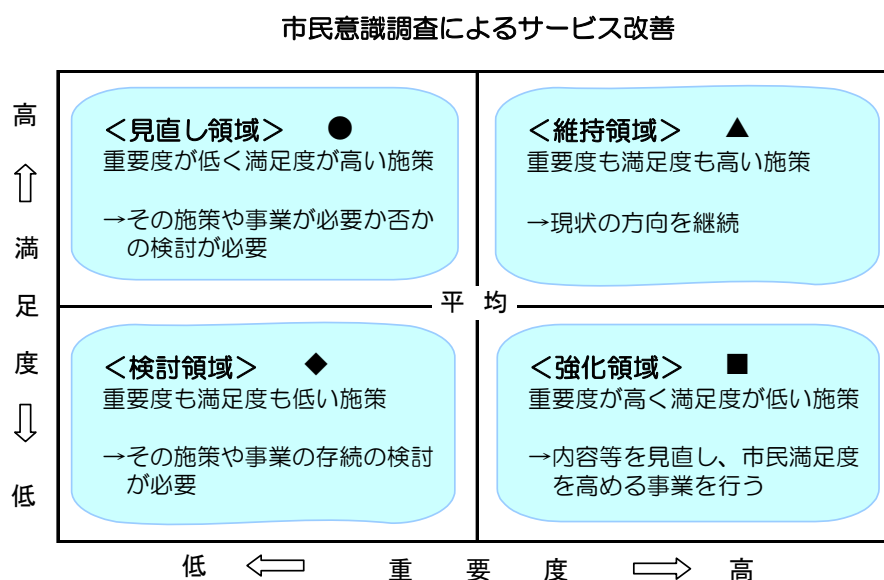 市民意識調査によるサービス改善
高
⇧
満
足
度
⇩
低
＜見直し領域＞ ●
重要度が低く満足度が高い施策
→その施策や事業が必要か否か
の検討が必要
＜維持領域＞ ▲
重要度も満足度も高い施策
→現状の方向を継続
平 均
＜検討領域＞ ◆
重要度も満足度も低い施策
→その施策や事業の存続の検討
が必要
＜強化領域＞ ■
重要度が高く満足度が低い施策
→内容等を見直し、市民満足度
を高める事業を行う
低 ⇦ 重 要 度 ⇨ 高